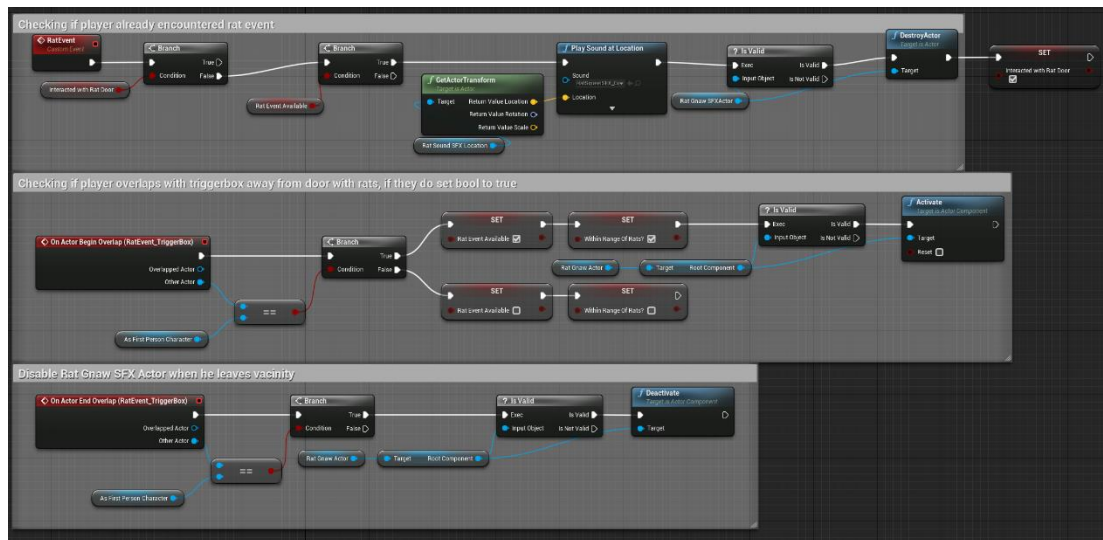 Checking if player already encountered rat event
RatEvent
Custom Event
Interacted with Rat Door
Branch
True
Condition False
Rat Event Available
Branch
True
Condition False
GetActorTransform
Target is Actor
Target Return Value Location
Return Value Rotation
Return Value Scale
Rat Sound SFX Location
Play Sound at Location
Sound
Location
? Is Valid
Exec Is Valid
Input Object Is Not Valid
Rat Gnaw SFXActor
DestroyActor
Target is Actor
Target
SET
Interacted with Rat Door
Checking if player overlaps with triggerbox away from door with rats, if they do set bool to true
On Actor Begin Overlap (RatEvent_TriggerBox)
Overlapped Actor
Other Actor
==
As First Person Character
Branch
True
Condition False
SET
Rat Event Available
SET
Within Range Of Rats?
Rat Gnaw Actor
Target Root Component
SET
Rat Event Available
SET
Within Range Of Rats?
? Is Valid
Exec Is Valid
Input Object Is Not Valid
Activate
Target is Actor Component
Target
Reset
Disable Rat Gnaw SFX Actor when he leaves vacinity
On Actor End Overlap (RatEvent_TriggerBox)
Overlapped Actor
Other Actor
==
As First Person Character
Branch
True
Condition False
Rat Gnaw Actor
Target Root Component
? Is Valid
Exec Is Valid
Input Object Is Not Valid
Deactivate
Target is Actor Component
Target